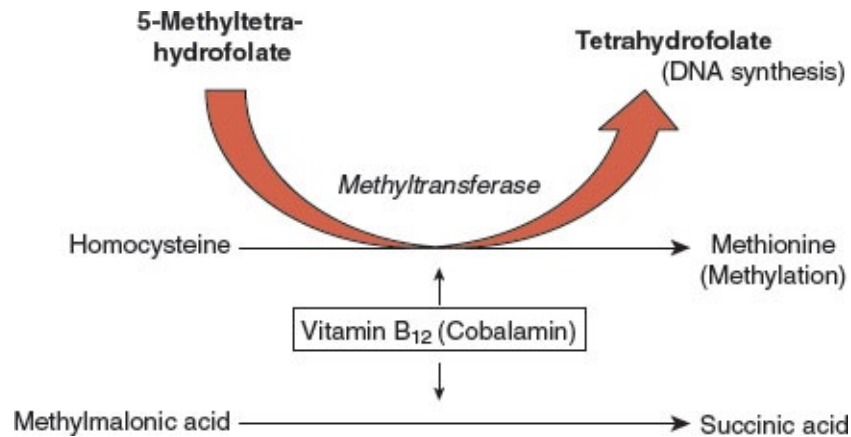 5-Methyltetra-
hydrofolate
Tetrahydrofolate
(DNA synthesis)
Methyltransferase
Homocysteine
Methionine
(Methylation)
Vitamin B₁₂ (Cobalamin)
Methylmalonic acid
Succinic acid